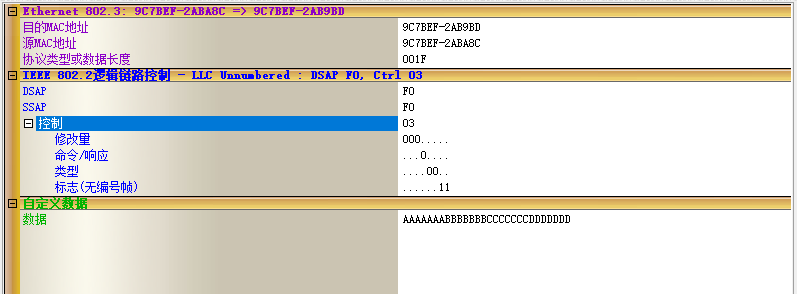 Ethernet 802.3: 9C7BEF-2ABA8C => 9C7BEF-2AB9BD
目的MAC地址 9C7BEF-2AB9BD
源MAC地址 9C7BEF-2ABA8C
协议类型或数据长度 001F
IEEE 802.2逻辑链路控制 - LLC Unnumbered : DSAP F0, Ctrl 03
DSAP F0
SSAP F0
控制 03
修改量 000.....
命令/响应 ...0....
类型 ....00..
标志(无编号帧) ......11
自定义数据
数据 AAAAAAABBBBBBBCCCCCCCDDDDDDD